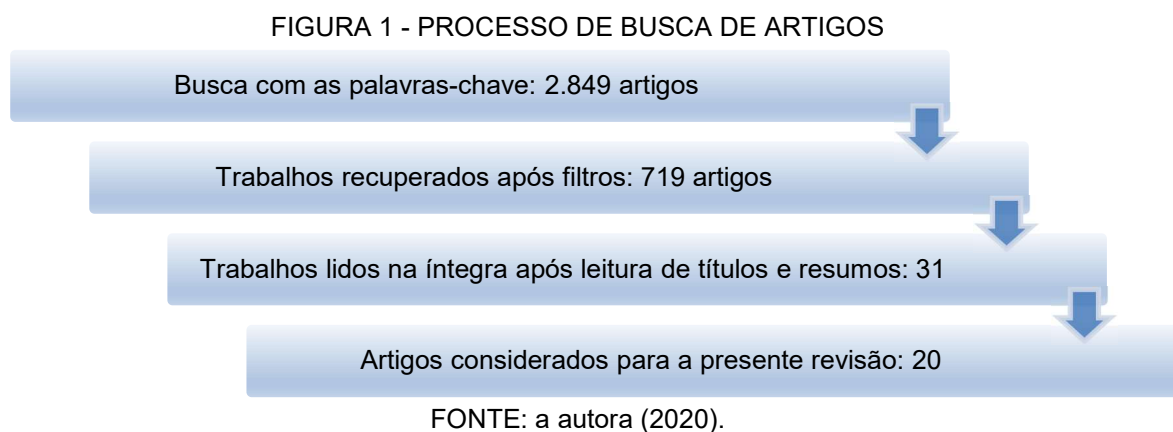 FIGURA 1 - PROCESSO DE BUSCA DE ARTIGOS
Busca com as palavras-chave: 2.849 artigos
Trabalhos recuperados após filtros: 719 artigos
Trabalhos lidos na íntegra após leitura de títulos e resumos: 31
Artigos considerados para a presente revisão: 20
FONTE: a autora (2020).